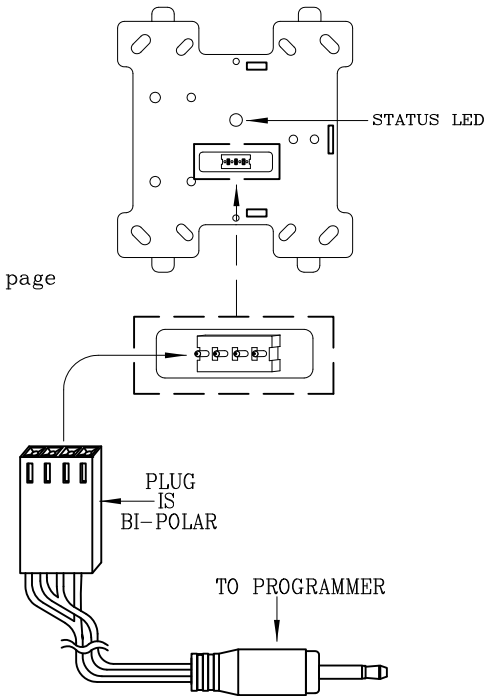 STATUS LED
page
PLUG
IS
BI-POLAR
TO PROGRAMMER